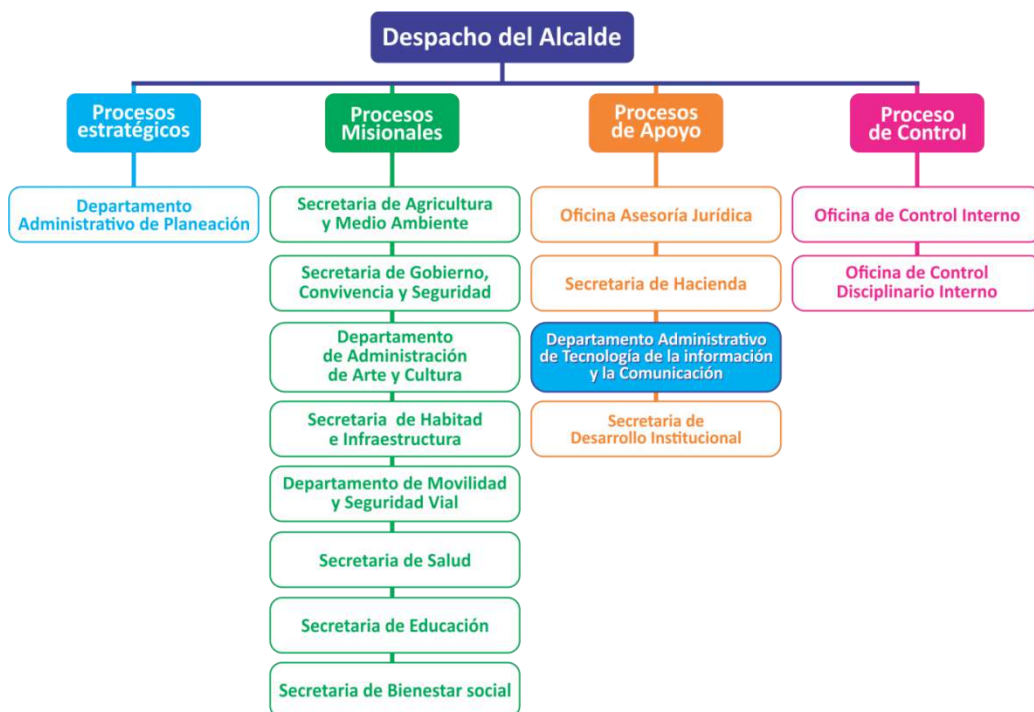 Despacho del Alcalde
Procesos
estratégicos
Departamento
Administrativo de Planeación
Procesos
Misionales
Secretaria de Agricultura
y Medio Ambiente
Secretaria de Gobierno,
Convivencia y Seguridad
Departamento
de Administración
de Arte y Cultura
Secretaria de Habitad
e Infraestructura
Departamento de Movilidad
y Seguridad Vial
Secretaria de Salud
Secretaria de Educación
Secretaria de Bienestar social
Procesos
de Apoyo
Oficina Asesoría Jurídica
Secretaria de Hacienda
Departamento Administrativo
de Tecnología de la información
y la Comunicación
Secretaria de
Desarrollo Institucional
Proceso
de Control
Oficina de Control Interno
Oficina de Control
Disciplinario Interno